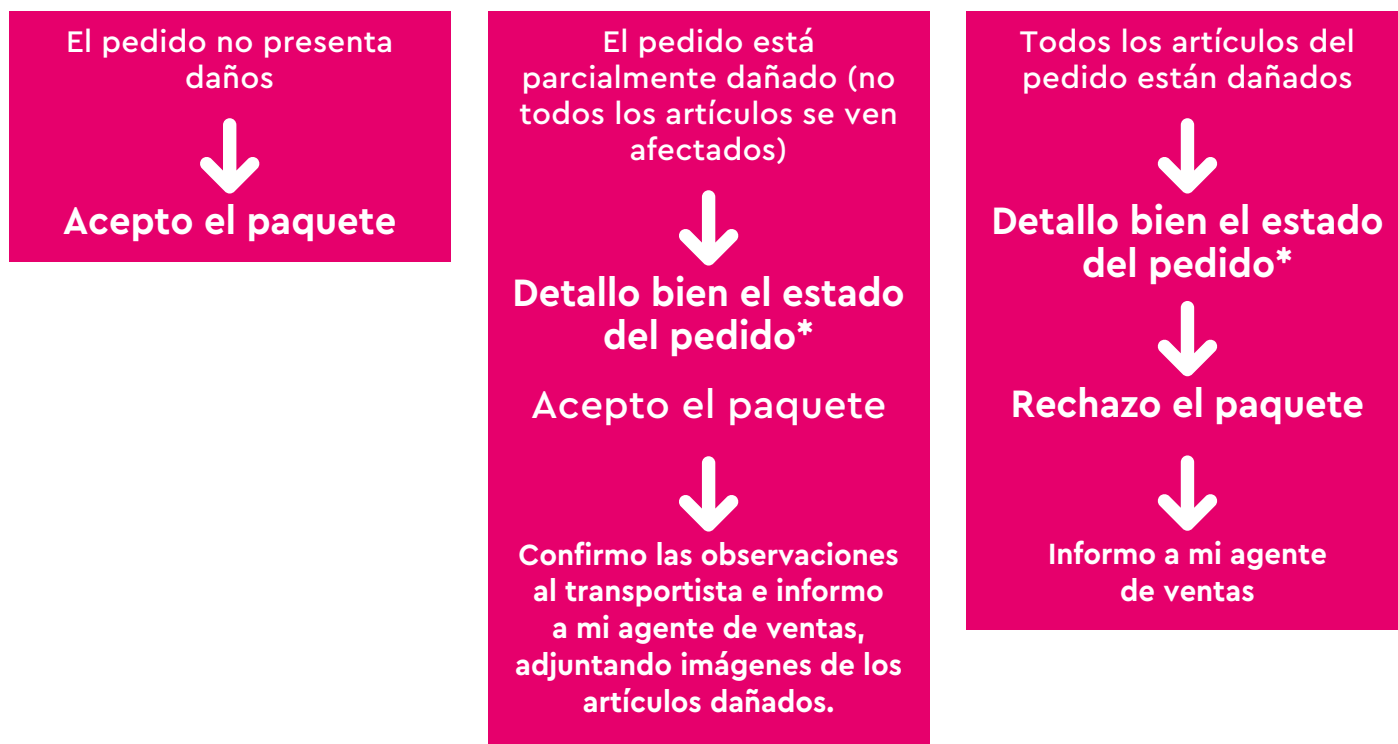 El pedido no presenta
daños
Acepto el paquete
El pedido está
parcialmente dañado (no
todos los artículos se ven
afectados)
Detallo bien el estado
del pedido*
Acepto el paquete
Confirmo las observaciones
al transportista e informo
a mi agente de ventas,
adjuntando imágenes de los
artículos dañados.
Todos los artículos del
pedido están dañados
Detallo bien el estado
del pedido*
Rechazo el paquete
Informo a mi agente
de ventas